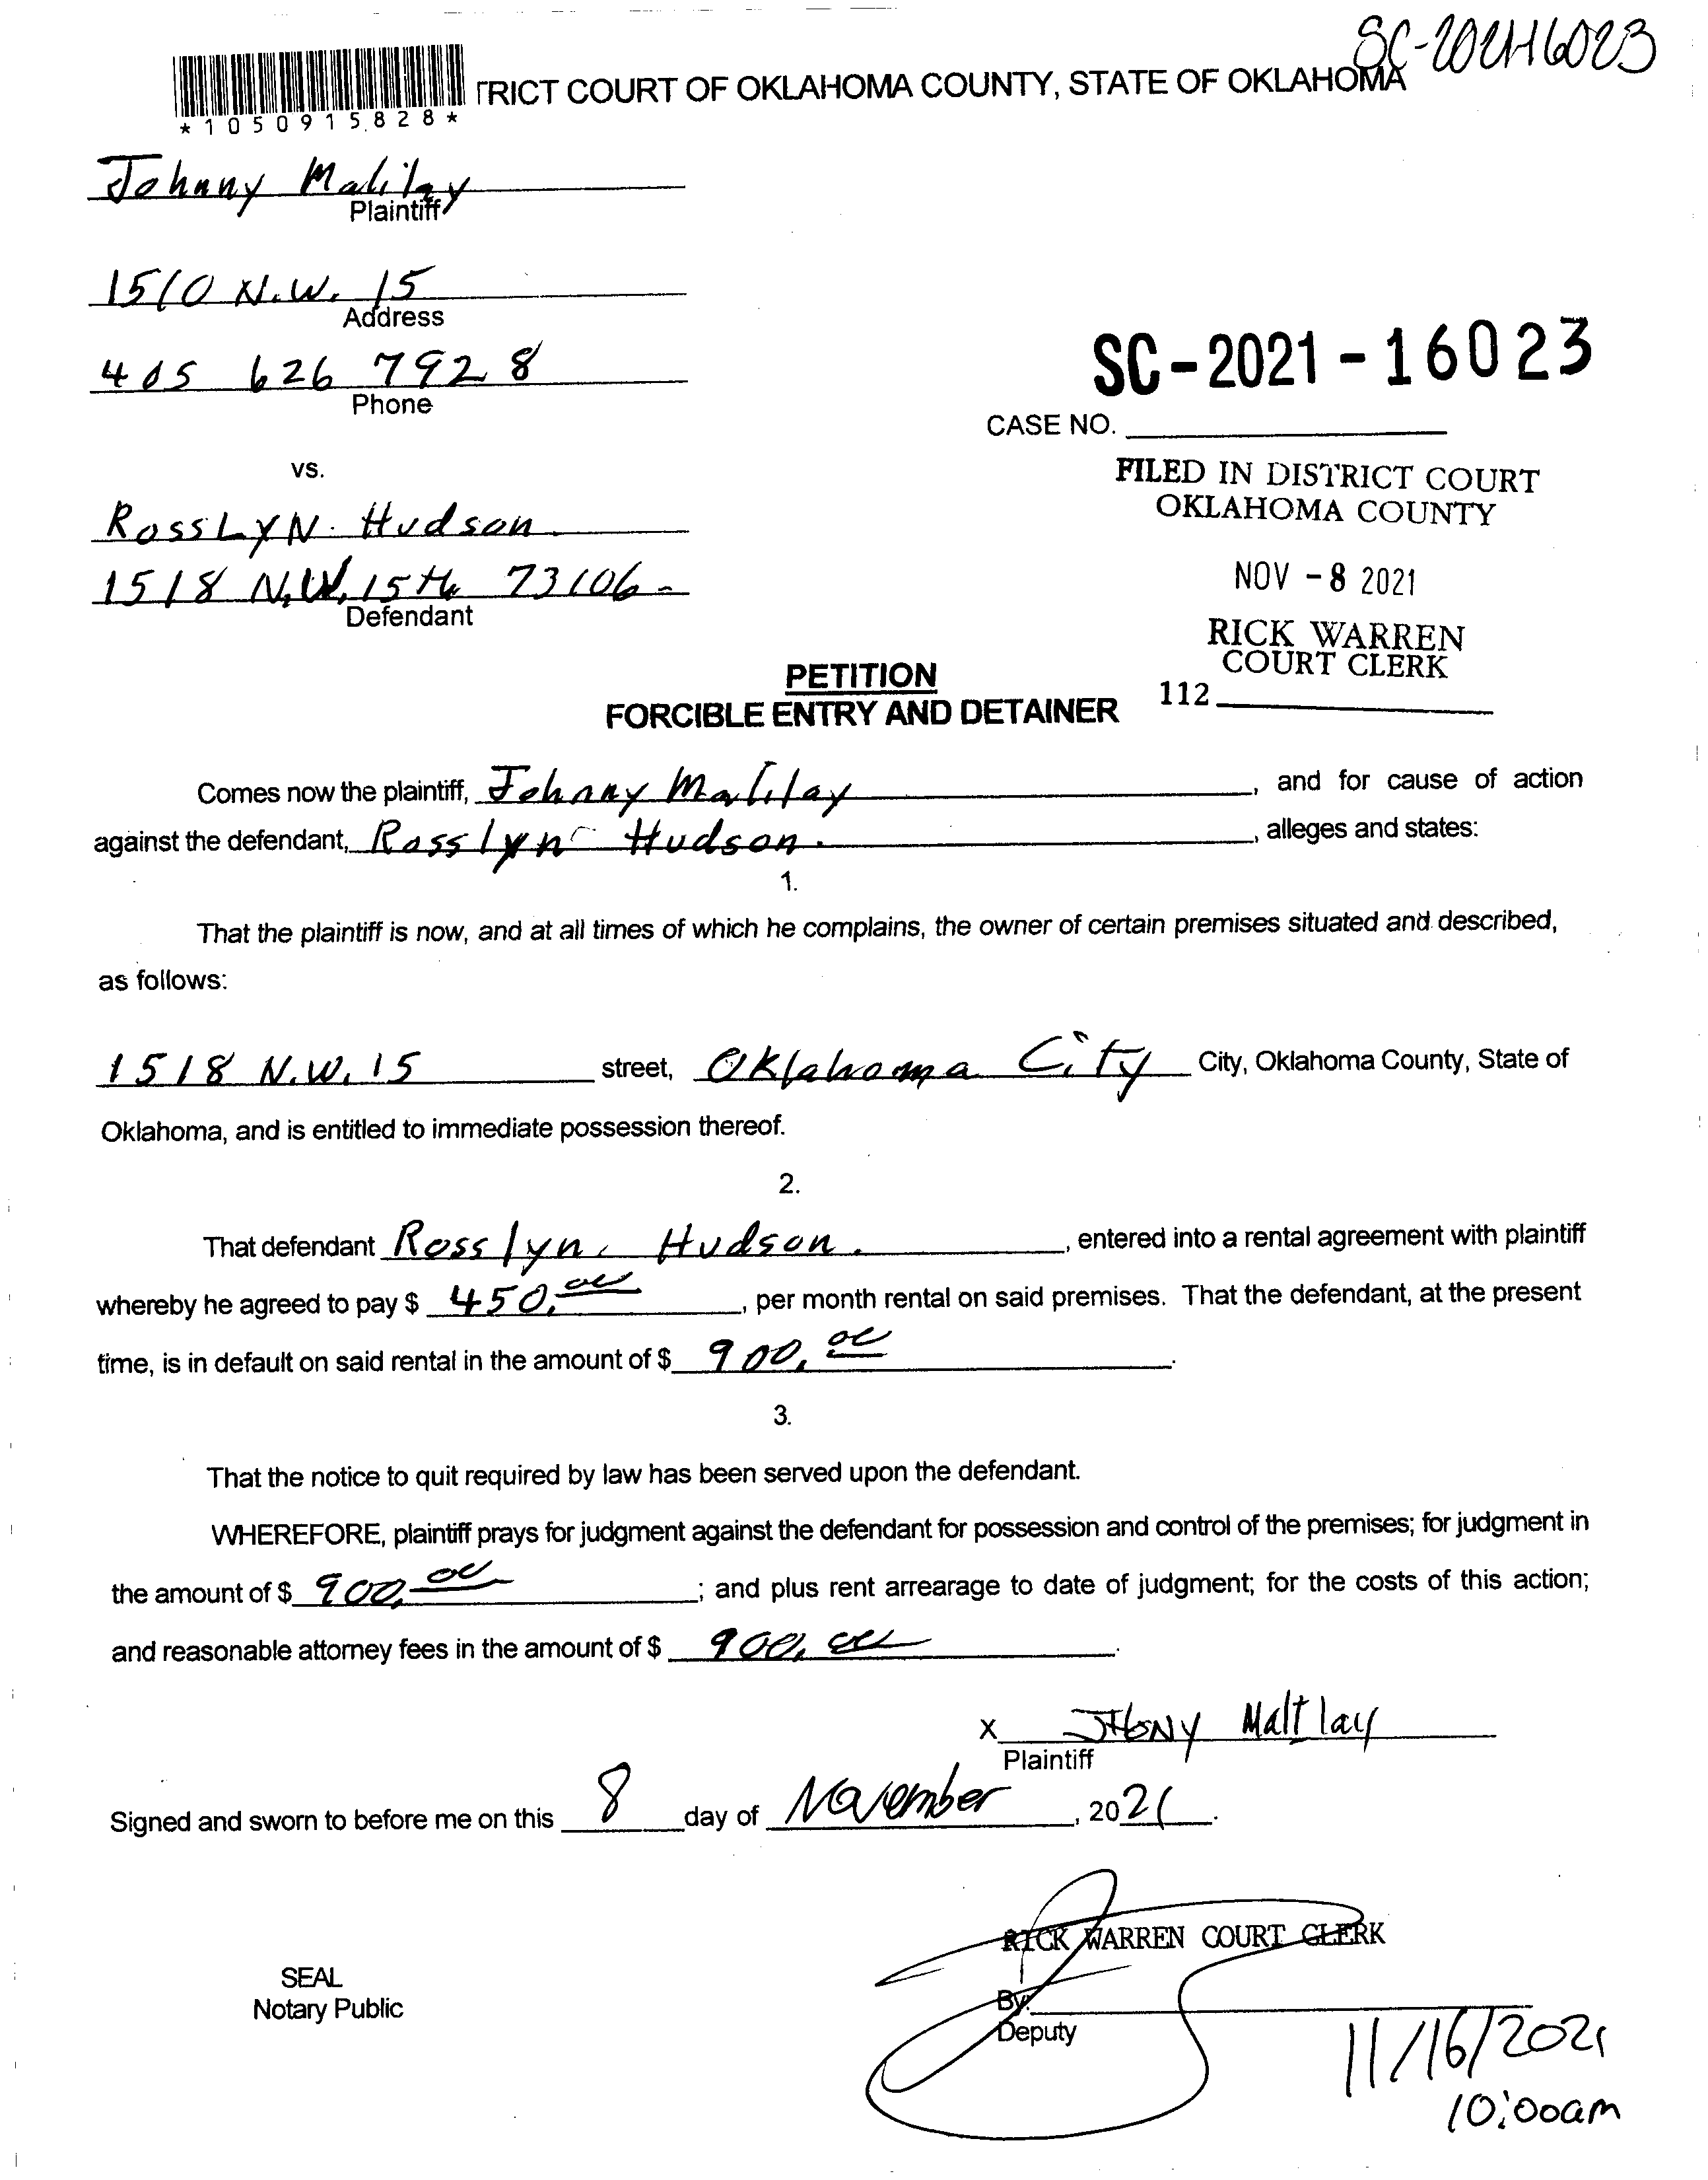 SC-2021-16023
TRICT COURT OF OKLAHOMA COUNTY, STATE OF OKLAHOMA
*1050915828*
Johnny Malilay
Plaintiff
1510 N.W. 15
Address
405 626 7928
Phone
SC-2021-16023
CASE NO.
vs.
FILED IN DISTRICT COURT
OKLAHOMA COUNTY
RossLYN Hudson
NOV -8 2021
1518 N.W. 15th 73106-
Defendant
RICK WARREN
COURT CLERK
112
PETITION
FORCIBLE ENTRY AND DETAINER
Comes now the plaintiff, Johnny Malilay, and for cause of action
against the defendant, Rosslyn Hudson., alleges and states:
1.
That the plaintiff is now, and at all times of which he complains, the owner of certain premises situated and described,
as follows:
1518 N.W. 15 street, Oklahoma City City, Oklahoma County, State of
Oklahoma, and is entitled to immediate possession thereof.
2.
That defendant Rosslyn Hudson., entered into a rental agreement with plaintiff
whereby he agreed to pay $ 450.00, per month rental on said premises. That the defendant, at the present
time, is in default on said rental in the amount of $ 900.00.
3.
That the notice to quit required by law has been served upon the defendant.
WHEREFORE, plaintiff prays for judgment against the defendant for possession and control of the premises; for judgment in
the amount of $ 900.00; and plus rent arrearage to date of judgment; for the costs of this action;
and reasonable attorney fees in the amount of $ 900.00.
X
Plaintiff
Signed and sworn to before me on this 8 day of November, 2021.
RICK WARREN COURT CLERK
SEAL
Notary Public
By:
Deputy
11/16/2021
10:00am